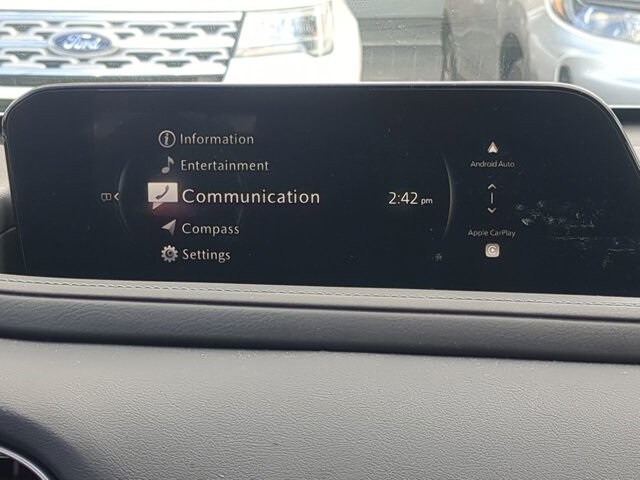 Ford
Information
Entertainment
Communication
Compass
Settings
2:42 pm
Android Auto
Apple CarPlay